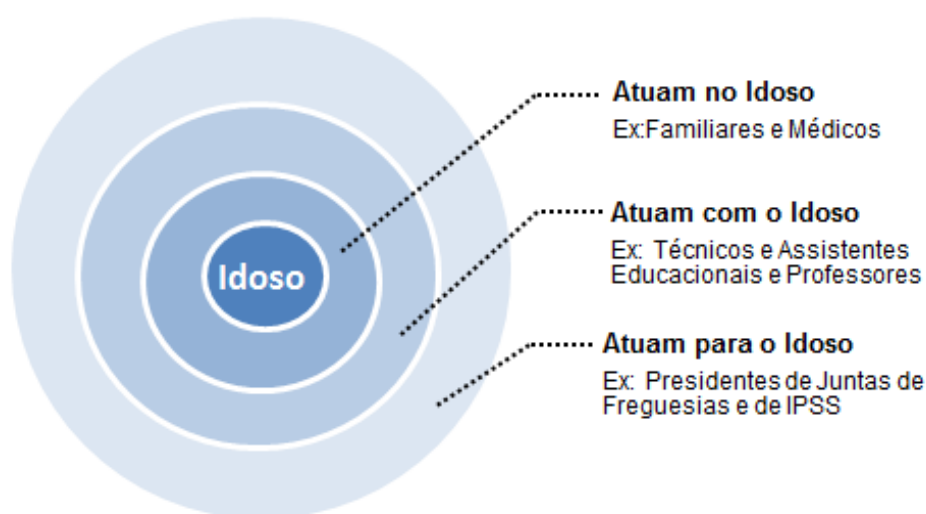 Idoso
Atuam no Idoso
Ex:Familiares e Médicos
Atuam com o Idoso
Ex: Técnicos e Assistentes
Educacionais e Professores
Atuam para o Idoso
Ex: Presidentes de Juntas de
Freguesias e de IPSS